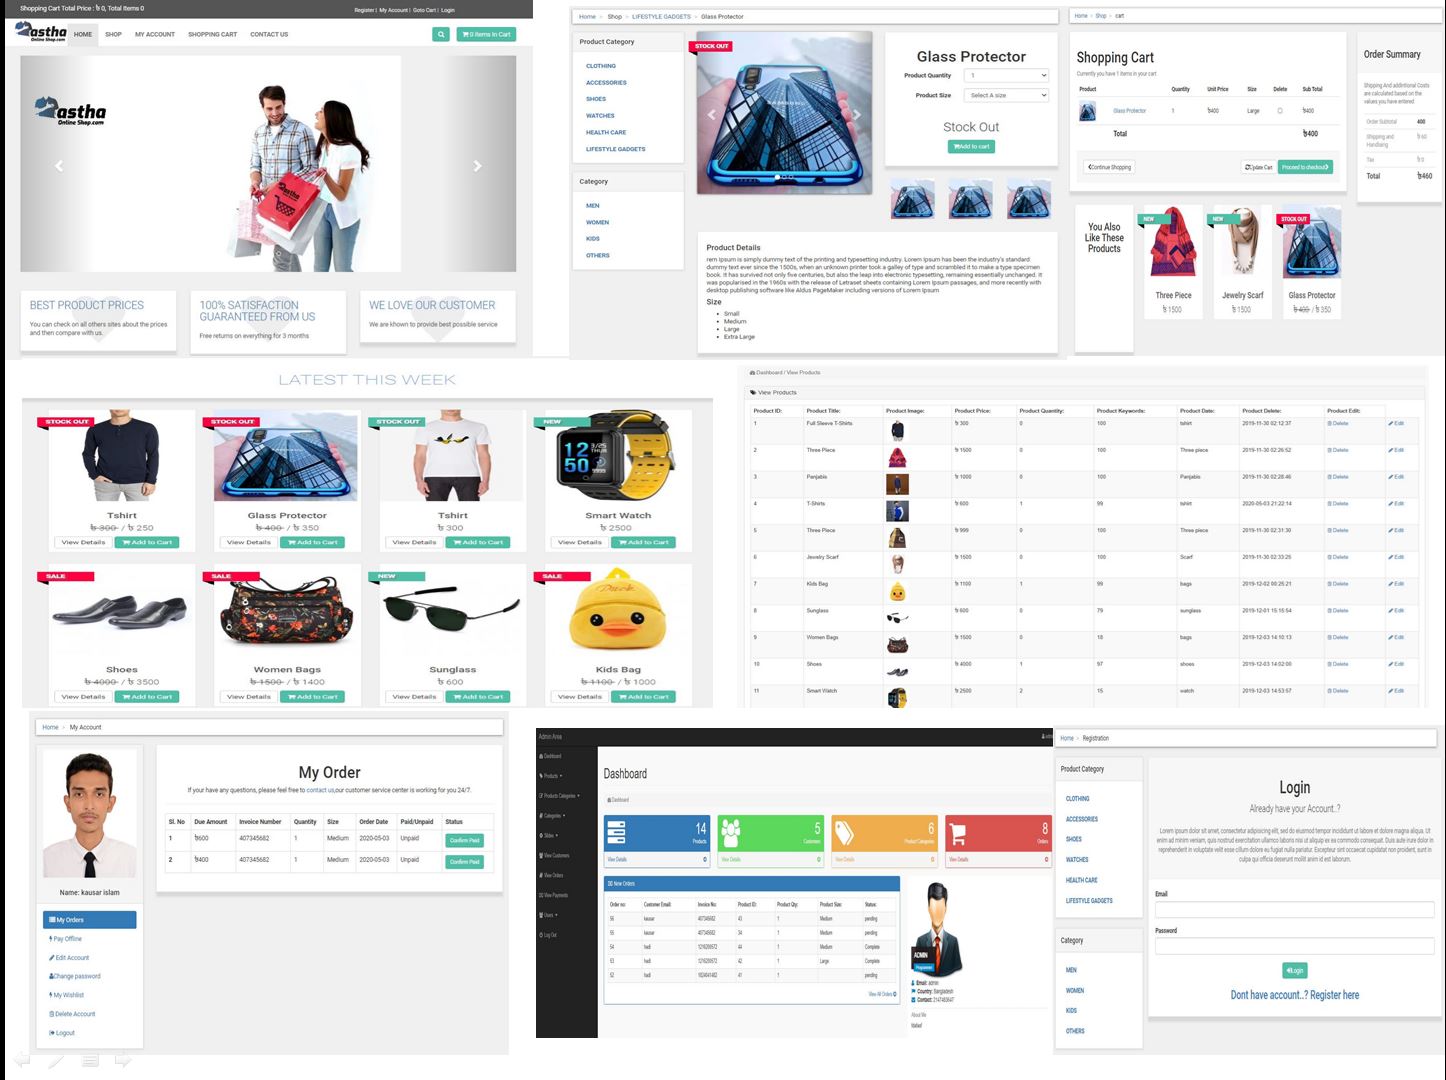 Shopping Cart Total Price : ৳ 0, Total Items 0
Register | My Account | Goto Cart | Login
astha
Online Shop.com
HOME SHOP MY ACCOUNT SHOPPING CART CONTACT US
0 Items In Cart
astha
Online Shop.com
BEST PRODUCT PRICES
You can check on all others sites about the prices
and then compare with us.
100% SATISFACTION
GUARANTEED FROM US
Free returns on everything for 3 months
WE LOVE OUR CUSTOMER
We are khown to provide best possible service
Home > Shop > LIFESTYLE GADGETS > Glass Protector
Product Category
CLOTHING
ACCESSORIES
SHOES
WATCHES
HEALTH CARE
LIFESTYLE GADGETS
Category
MEN
WOMEN
KIDS
OTHERS
STOCK OUT
Glass Protector
Product Quantity 1
Product Size Select A size
Stock Out
Add to cart
Product Details
rem Ipsum is simply dummy text of the printing and typesetting industry. Lorem Ipsum has been the industry's standard
dummy text ever since the 1500s, when an unknown printer took a galley of type and scrambled it to make a type specimen
book. It has survived not only five centuries, but also the leap into electronic typesetting, remaining essentially unchanged. It
was popularised in the 1960s with the release of Letraset sheets containing Lorem Ipsum passages, and more recently with
desktop publishing software like Aldus PageMaker including versions of Lorem Ipsum
Size
Small
Medium
Large
Extra Large
Home > Shop > cart
Shopping Cart
Currently you have 1 items in your cart
Product Quantity Unit Price Size Delete Sub Total
Glass Protector 1 ৳400 Large ৳400
Total ৳400
Continue Shopping Update Cart Proceed to checkout
Order Summary
Shipping And additional Costs
are calculated based on the
values you have entered
Order Subtotal 400
Shipping and
Handling ৳ 60
Tax ৳ 0
Total ৳460
You Also
Like These
Products
NEW
Three Piece
৳ 1500
NEW
Jewelry Scarf
৳ 1500
STOCK OUT
Glass Protector
৳ 400 / ৳ 350
LATEST THIS WEEK
STOCK OUT STOCK OUT STOCK OUT NEW
Tshirt Glass Protector Tshirt Smart Watch
৳ 300 / ৳ 250 ৳ 400 / ৳ 350 ৳ 300 ৳ 2500
View Details Add to Cart View Details Add to Cart View Details Add to Cart View Details Add to Cart
SALE SALE NEW SALE
Shoes Women Bags Sunglass Kids Bag
৳ 4000 / ৳ 3500 ৳ 1500 / ৳ 1400 ৳ 600 ৳ 1100 / ৳ 1000
View Details Add to Cart View Details Add to Cart View Details Add to Cart View Details Add to Cart
Dashboard / View Products
View Products
Product ID: Product Title: Product Image: Product Price: Product Quantity: Product Keywords: Product Date: Product Delete: Product Edit:
1 Full Sleeve T-Shirts ৳ 300 0 100 tshirt 2019-11-30 02:12:37 Delete Edit
2 Three Piece ৳ 1500 0 100 Three piece 2019-11-30 02:26:52 Delete Edit
3 Panjabis ৳ 1000 0 100 Panjabis 2019-11-30 02:28:46 Delete Edit
4 T-Shirts ৳ 600 1 99 tshirt 2020-05-03 21:22:14 Delete Edit
5 Three Piece ৳ 999 0 100 Three piece 2019-11-30 02:31:30 Delete Edit
6 Jewelry Scarf ৳ 1500 0 100 Scarf 2019-11-30 02:33:25 Delete Edit
7 Kids Bag ৳ 1100 1 99 bags 2019-12-02 00:25:21 Delete Edit
8 Sunglass ৳ 600 0 79 sunglass 2019-12-01 15:15:54 Delete Edit
9 Women Bags ৳ 1500 0 18 bags 2019-12-03 14:10:13 Delete Edit
10 Shoes ৳ 4000 1 97 shoes 2019-12-03 14:02:00 Delete Edit
11 Smart Watch ৳ 2500 2 15 watch 2019-12-03 14:53:57 Delete Edit
Home > My Account
Name: kausar islam
My Orders
Pay Offline
Edit Account
Change password
My Wishlist
Delete Account
Logout
My Order
If your have any questions, please feel free to contact us,our customer service center is working for you 24/7.
Sl. No Due Amount Invoice Number Quantity Size Order Date Paid/Unpaid Status
1 ৳600 407345682 1 Medium 2020-05-03 Unpaid Confirm Paid
2 ৳400 407345682 1 Medium 2020-05-03 Unpaid Confirm Paid
Admin Area
Dashboard
Products
Products Categories
Categories
Slides
View Customers
View Orders
View Payments
Users
Log Out
Dashboard
Dashboard
14 5 6 8
Products Customers Product Categories Orders
View Details View Details View Details View Details
New Orders
Order no: Customer Email: Invoice No: Product ID: Product Qty: Product Size: Status:
56 kausar 407345682 43 1 Medium pending
55 kausar 407345682 34 1 Medium pending
54 hadi 1216200572 44 1 Medium Complete
53 hadi 1216200572 42 1 Large Complete
52 hadi 1824041482 41 1 pending
View All Orders
ADMIN
Programmer
Email: admin
Country: Bangladesh
Contact: 2147483647
About Me
Home > Registration
Product Category
CLOTHING
ACCESSORIES
SHOES
WATCHES
HEALTH CARE
LIFESTYLE GADGETS
Category
MEN
WOMEN
KIDS
OTHERS
Login
Already have your Account..?
Lorem ipsum dolor sit amet, consectetur adipiscing elit, sed do eiusmod tempor incididunt ut labore et dolore magna aliqua. Ut
enim ad minim veniam, quis nostrud exercitation ullamco laboris nisi ut aliquip ex ea commodo consequat. Duis aute irure dolor in
reprehenderit in voluptate velit esse cillum dolore eu fugiat nulla pariatur. Excepteur sint occaecat cupidatat non proident, sunt in
culpa qui officia deserunt mollit anim id est laborum.
Email
Password
Login
Dont have account..? Register here